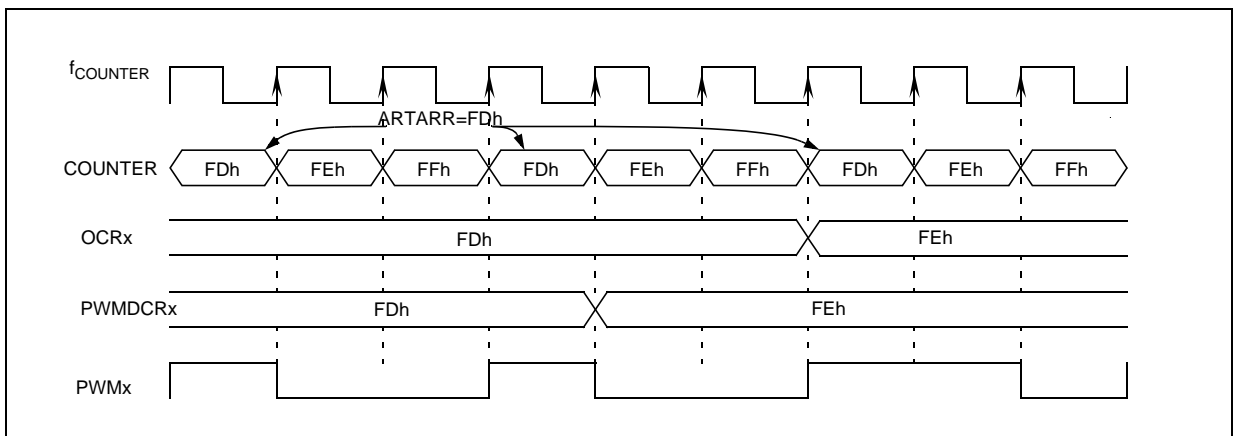 fCOUNTER
ARTARR=FDh
COUNTER FDh FEh FFh FDh FEh FFh FDh FEh FFh
OCRx FDh FEh
PWMDCRx FDh FEh
PWMx